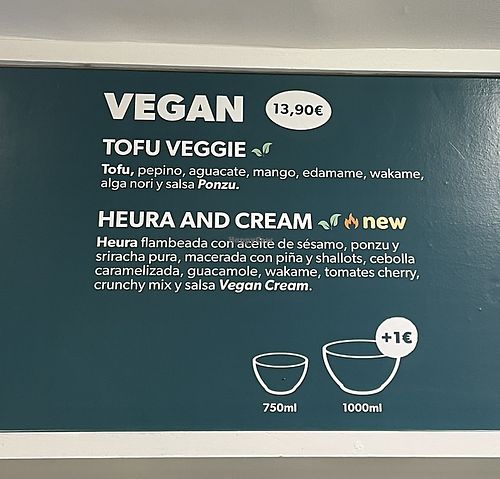 VEGAN 13,90€
TOFU VEGGIE
Tofu, pepino, aguacate, mango, edamame, wakame,
alga nori y salsa Ponzu.
HEURA AND CREAM new
Heura flambeada con aceite de sésamo, ponzu y
sriracha pura, macerada con piña y shallots, cebolla
caramelizada, guacamole, wakame, tomates cherry,
crunchy mix y salsa Vegan Cream.
+1€
750ml 1000ml